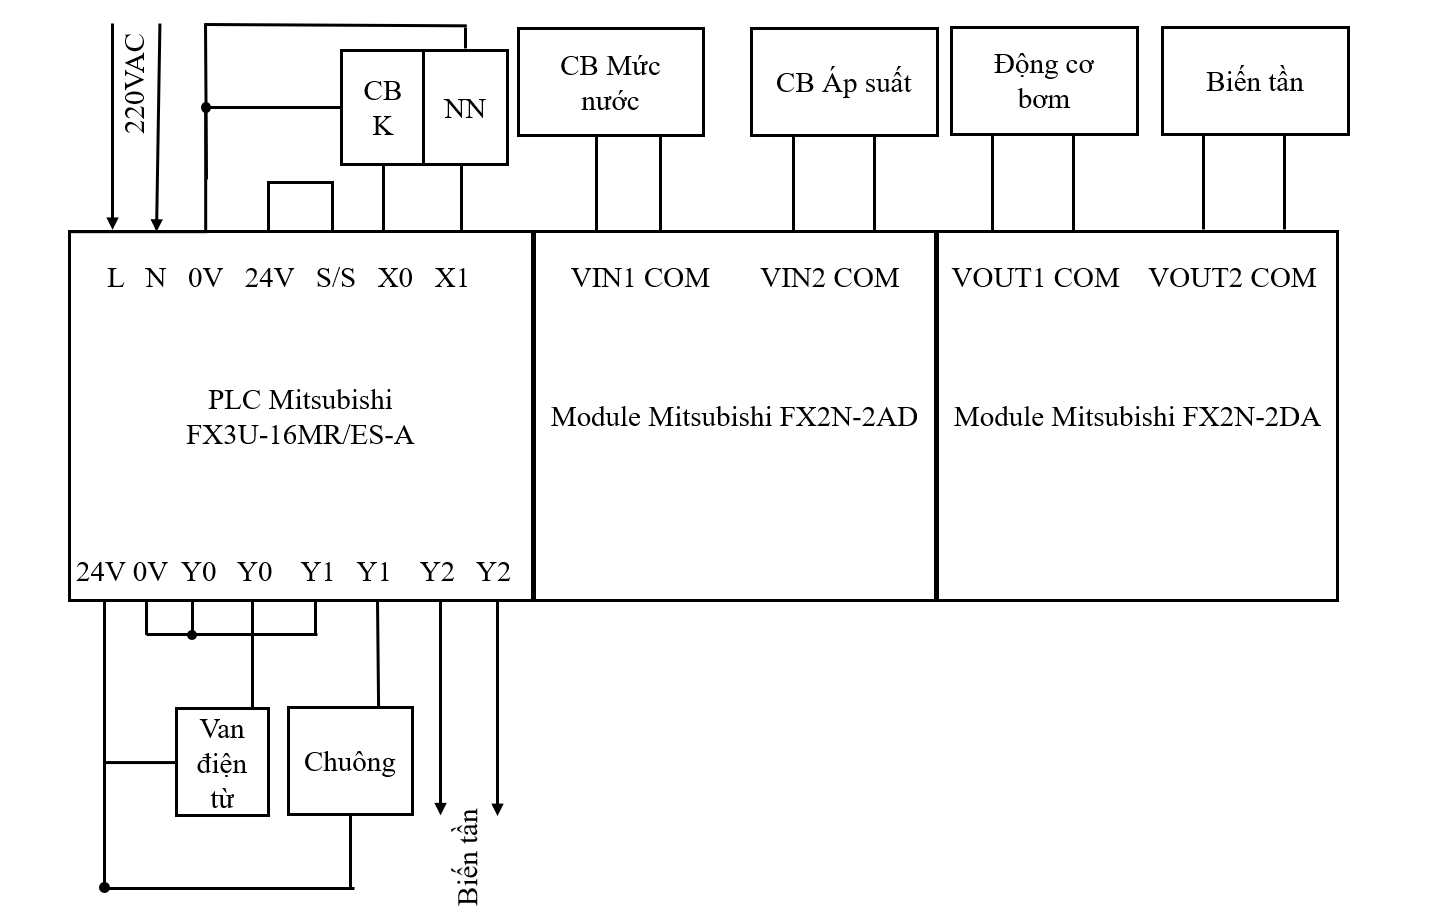 220VAC
CB
K
NN
CB Mức
nước
CB Áp suất
Động cơ
bơm
Biến tần
L N 0V 24V S/S X0 X1
VIN1 COM VIN2 COM
VOUT1 COM VOUT2 COM
PLC Mitsubishi
FX3U-16MR/ES-A
Module Mitsubishi FX2N-2AD
Module Mitsubishi FX2N-2DA
24V 0V Y0 Y0 Y1 Y1 Y2 Y2
Van
điện
từ
Chuông
Biến tần